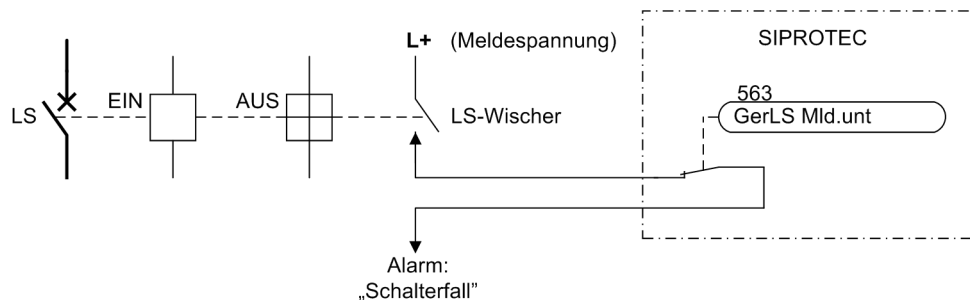 L+ (Meldespannung)
SIPROTEC
LS
EIN
AUS
LS-Wischer
563
GerLS Mld.unt
Alarm:
„Schalterfall”